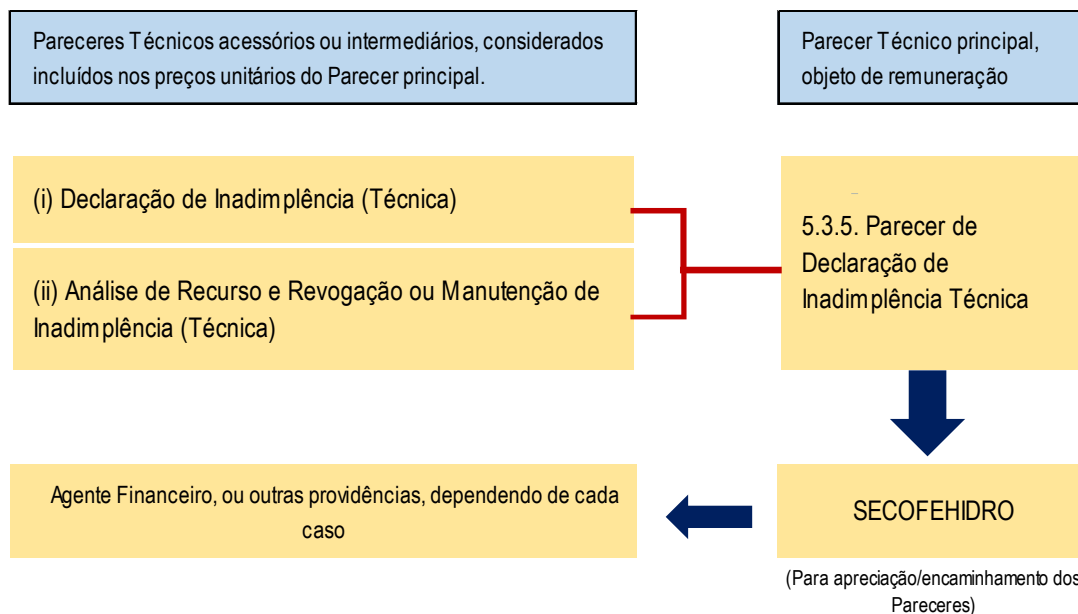 Pareceres Técnicos acessórios ou intermediários, considerados
incluídos nos preços unitários do Parecer principal.
Parecer Técnico principal,
objeto de remuneração
(i) Declaração de Inadimplência (Técnica)
(ii) Análise de Recurso e Revogação ou Manutenção de
Inadimplência (Técnica)
5.3.5. Parecer de
Declaração de
Inadimplência Técnica
Agente Financeiro, ou outras providências, dependendo de cada
caso
SECOFEHIDRO
(Para apreciação/encaminhamento dos
Pareceres)